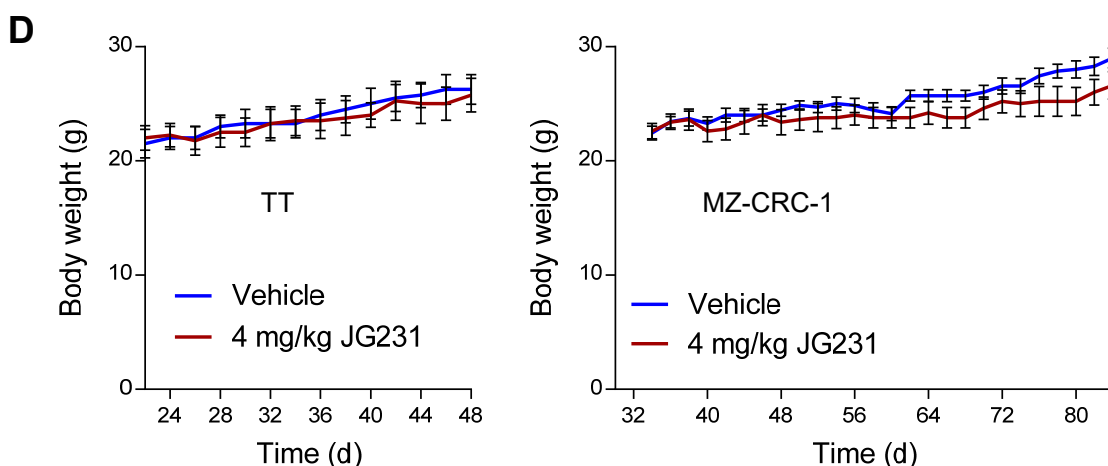 D
30
20
10
0
Body weight (g)
TT
Vehicle
4 mg/kg JG231
24 28 32 36 40 44 48
Time (d)
30
20
10
0
Body weight (g)
MZ-CRC-1
Vehicle
4 mg/kg JG231
32 40 48 56 64 72 80
Time (d)